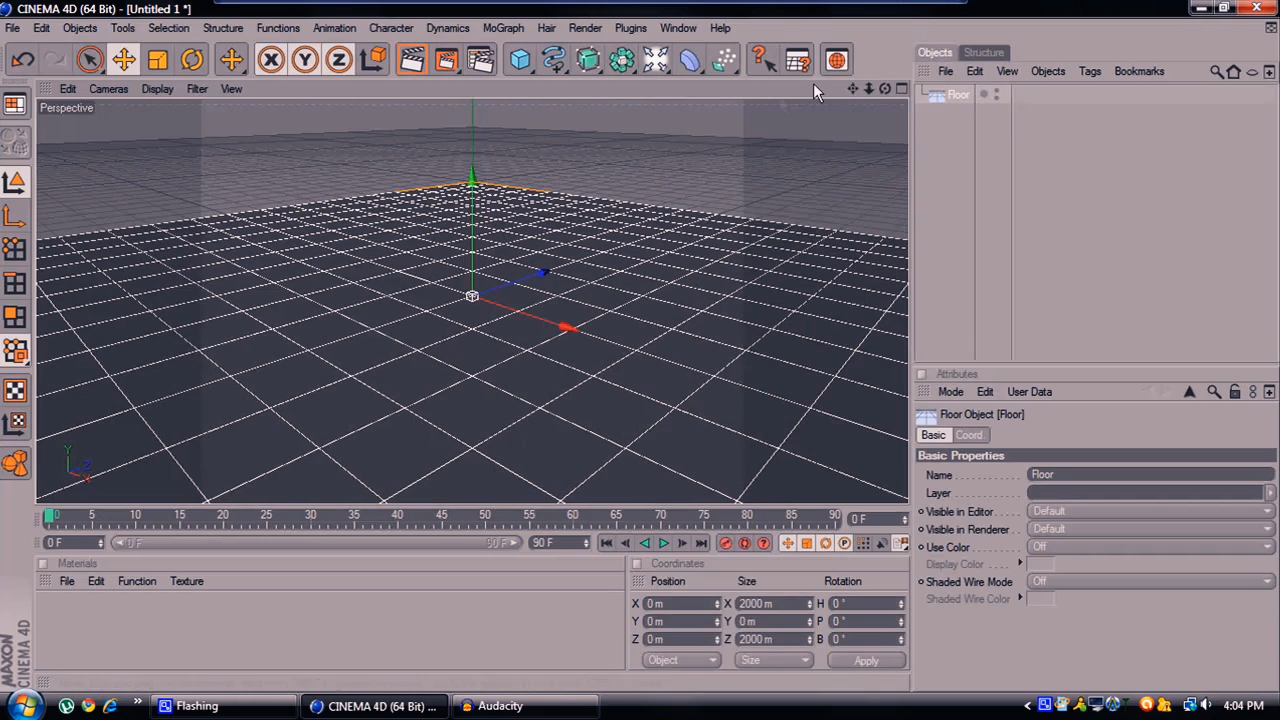 CINEMA 4D (64 Bit) - [Untitled 1 *]
File Edit Objects Tools Selection Structure Functions Animation Character Dynamics MoGraph Hair Render Plugins Window Help
X Y Z
Objects Structure
File Edit View Objects Tags Bookmarks
Edit Cameras Display Filter View
Perspective
Floor
Y
Z
X
Attributes
Mode Edit User Data
Floor Object [Floor]
Basic Coord.
Basic Properties
Name Floor
Layer
Visible in Editor Default
Visible in Renderer Default
Use Color Off
Display Color
Shaded Wire Mode Off
Shaded Wire Color
0 5 10 15 20 25 30 35 40 45 50 55 60 65 70 75 80 85 90
0 F
0 F 0 F 90 F 90 F
Materials
File Edit Function Texture
Coordinates
Position Size Rotation
X 0 m X 2000 m H 0 °
Y 0 m Y 0 m P 0 °
Z 0 m Z 2000 m B 0 °
Object Size Apply
MAXON
CINEMA 4D
Flashing
CINEMA 4D (64 Bit) ...
Audacity
4:04 PM